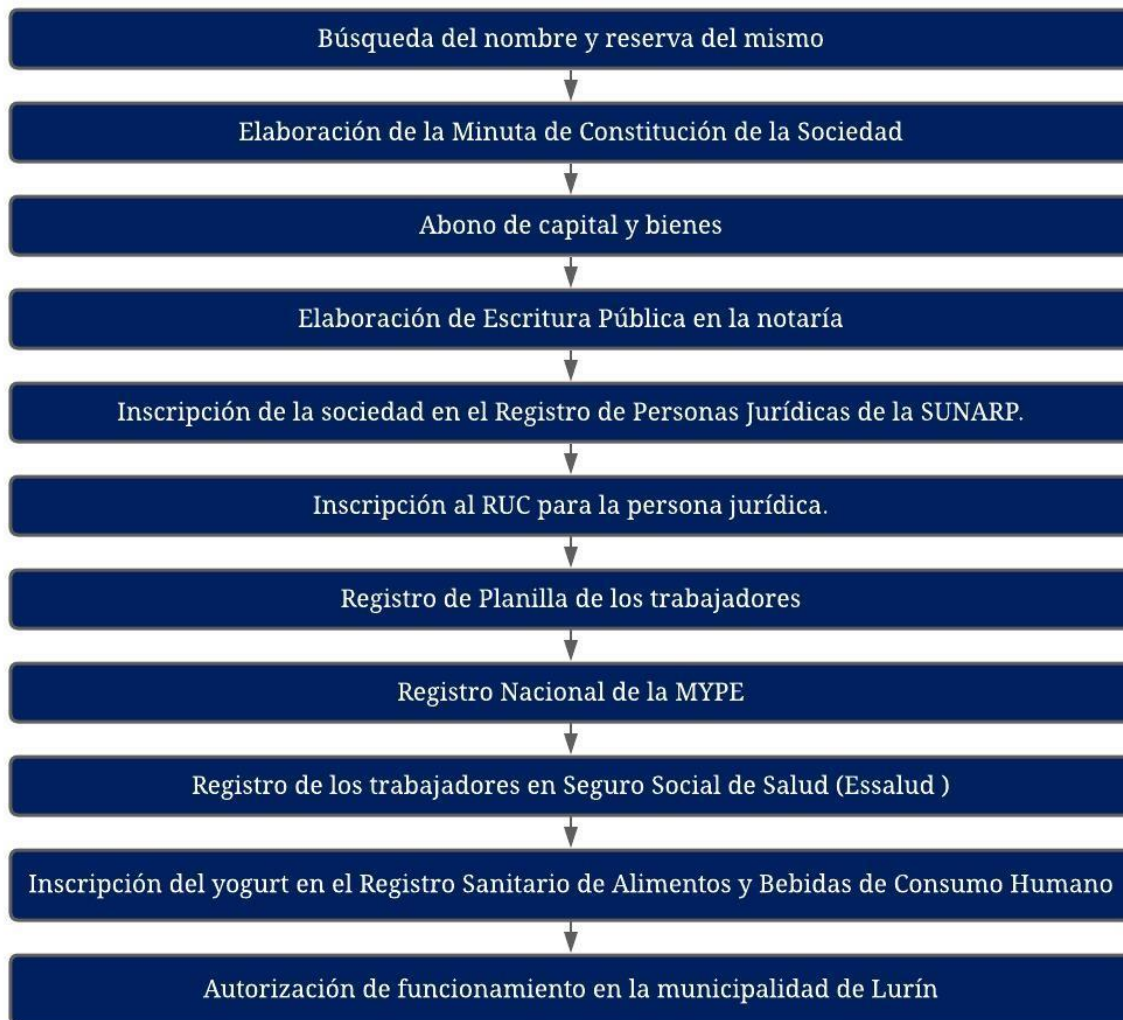 Búsqueda del nombre y reserva del mismo
Elaboración de la Minuta de Constitución de la Sociedad
Abono de capital y bienes
Elaboración de Escritura Pública en la notaría
Inscripción de la sociedad en el Registro de Personas Jurídicas de la SUNARP.
Inscripción al RUC para la persona jurídica.
Registro de Planilla de los trabajadores
Registro Nacional de la MYPE
Registro de los trabajadores en Seguro Social de Salud (Essalud )
Inscripción del yogurt en el Registro Sanitario de Alimentos y Bebidas de Consumo Humano
Autorización de funcionamiento en la municipalidad de Lurín